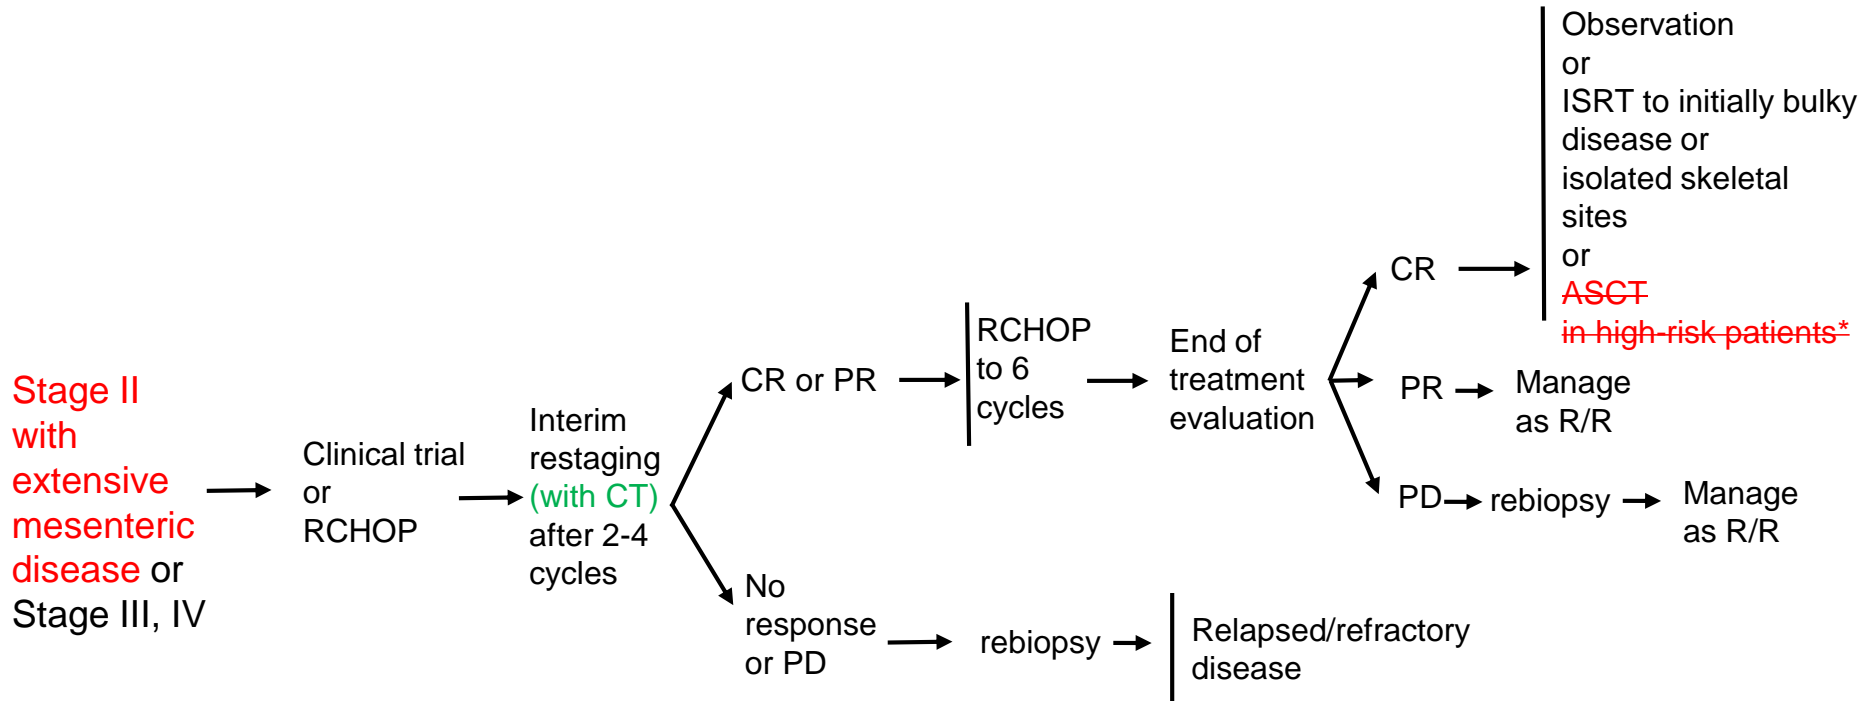 Stage II
with
extensive
mesenteric
disease or
Stage III, IV
Clinical trial
or
RCHOP
Interim
restaging
(with CT)
after 2-4
cycles
CR or PR
RCHOP
to 6
cycles
End of
treatment
evaluation
CR
Observation
or
ISRT to initially bulky
disease or
isolated skeletal
sites
or
ASCT
in high-risk patients*
PR
Manage
as R/R
PD
rebiopsy
Manage
as R/R
No
response
or PD
rebiopsy
Relapsed/refractory
disease